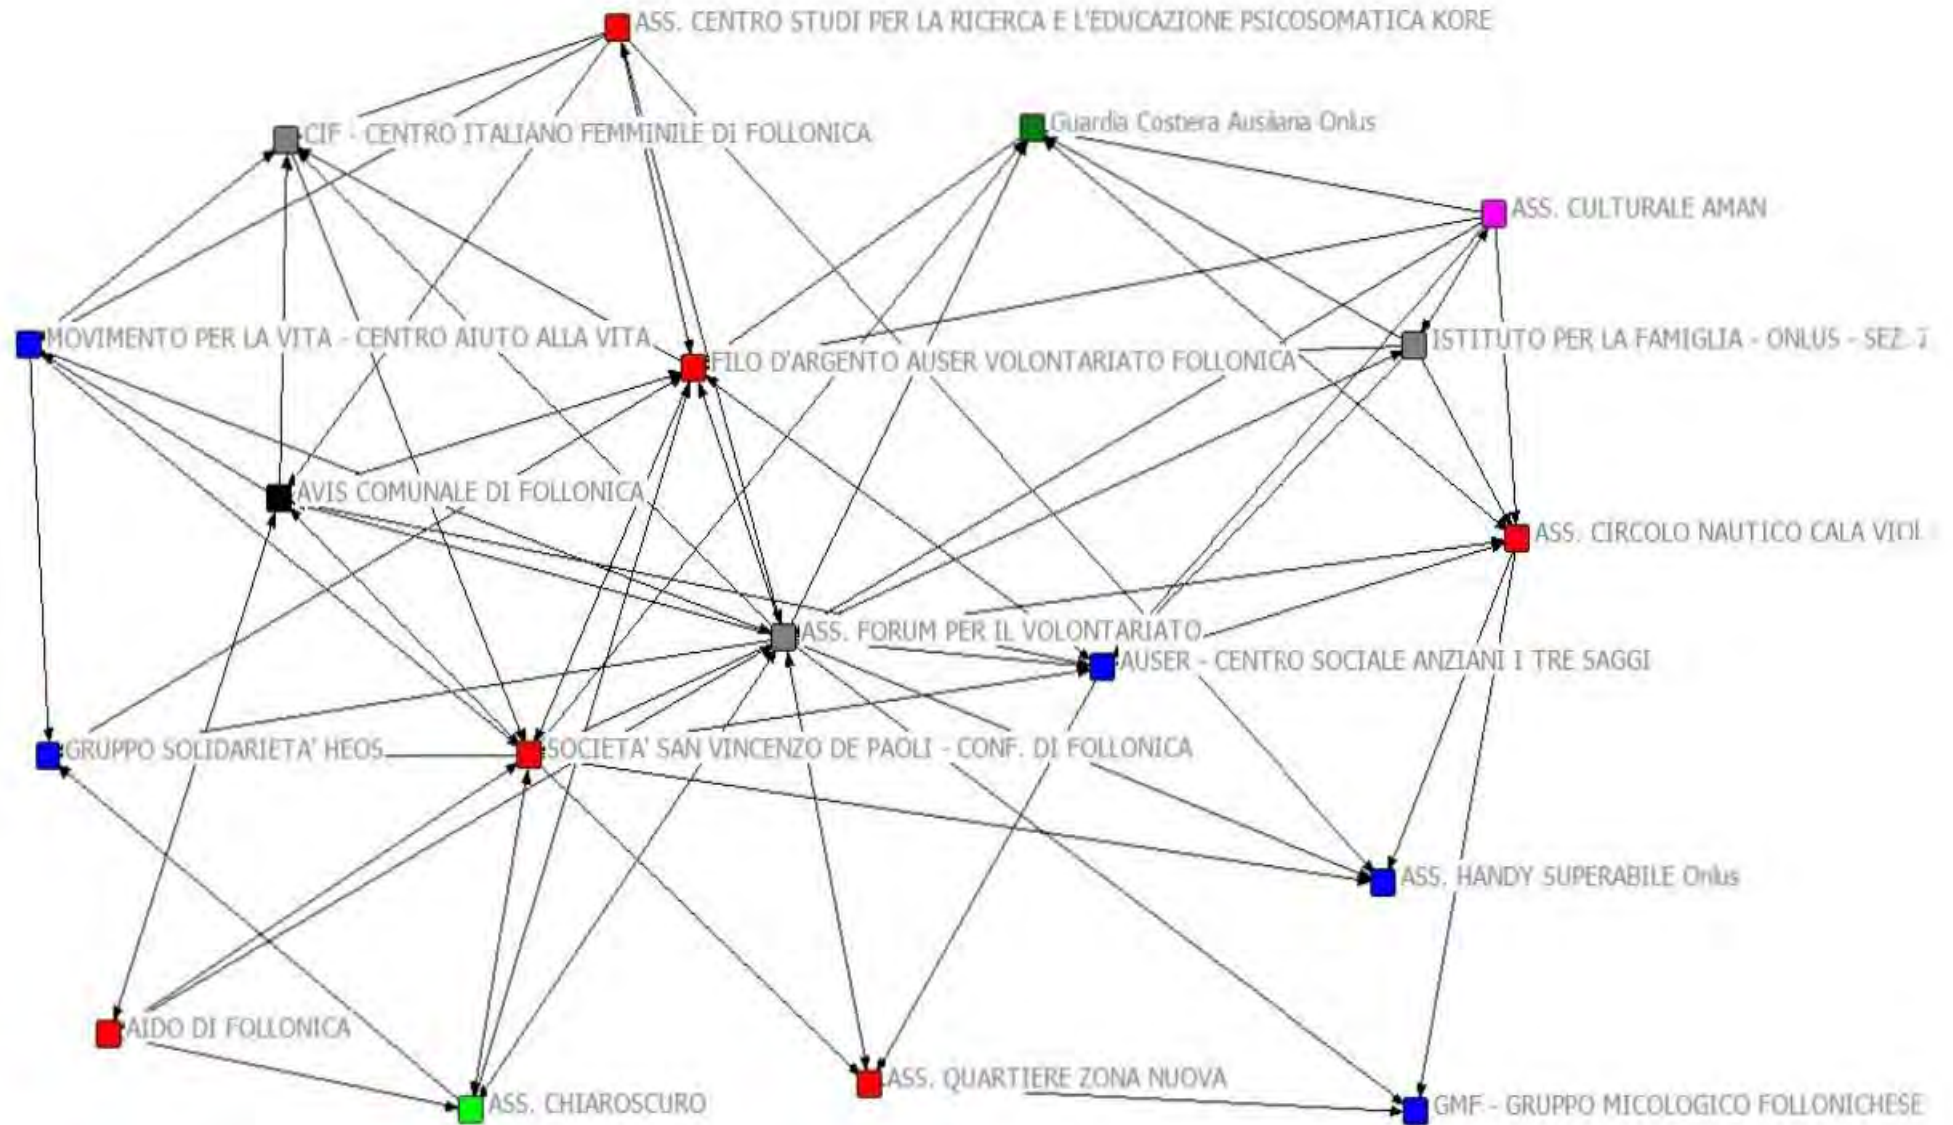 ASS. CENTRO STUDI PER LA RICERCA E L'EDUCAZIONE PSICOSOMATICA KORE
CIF - CENTRO ITALIANO FEMMINILE DI FOLLONICA
Guardia Costiera Ausiliaria Onlus
ASS. CULTURALE AMAN
MOVIMENTO PER LA VITA - CENTRO AIUTO ALLA VITA
FILO D'ARGENTO AUSER VOLONTARIATO FOLLONICA
ISTITUTO PER LA FAMIGLIA - ONLUS - SEZ.
AVIS COMUNALE DI FOLLONICA
ASS. CIRCOLO NAUTICO CALA
ASS. FORUM PER IL VOLONTARIATO
AUSER - CENTRO SOCIALE ANZIANI I TRE SAGGI
GRUPPO SOLIDARIETA' HEOS
SOCIETA' SAN VINCENZO DE PAOLI - CONF. DI FOLLONICA
ASS. HANDY SUPERABILE Onlus
AIDO DI FOLLONICA
ASS. QUARTIERE ZONA NUOVA
ASS. CHIAROSCURO
GMF - GRUPPO MICOLOGICO FOLLONICHESE